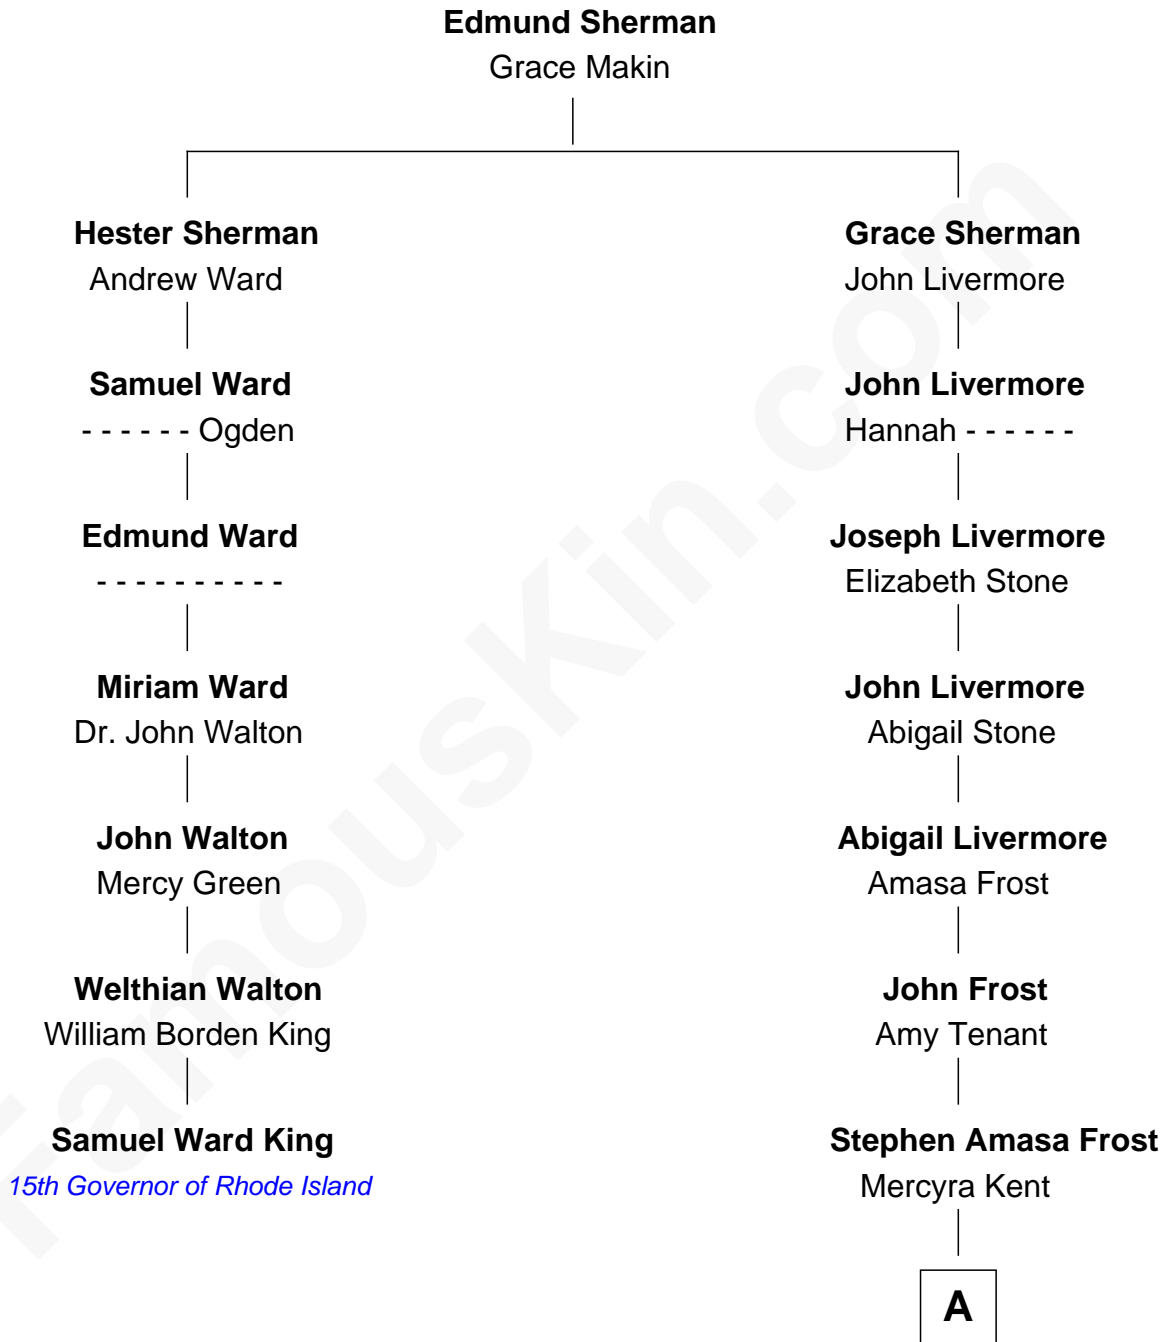 Edmund Sherman
Grace Makin
Hester Sherman
Andrew Ward
Samuel Ward
- - - - - - Ogden
Edmund Ward
- - - - - - - - - -
Miriam Ward
Dr. John Walton
John Walton
Mercy Green
Welthian Walton
William Borden King
Samuel Ward King
15th Governor of Rhode Island
Grace Sherman
John Livermore
John Livermore
Hannah - - - - - -
Joseph Livermore
Elizabeth Stone
John Livermore
Abigail Stone
Abigail Livermore
Amasa Frost
John Frost
Amy Tenant
Stephen Amasa Frost
Mercyra Kent
A
FamousKin.com